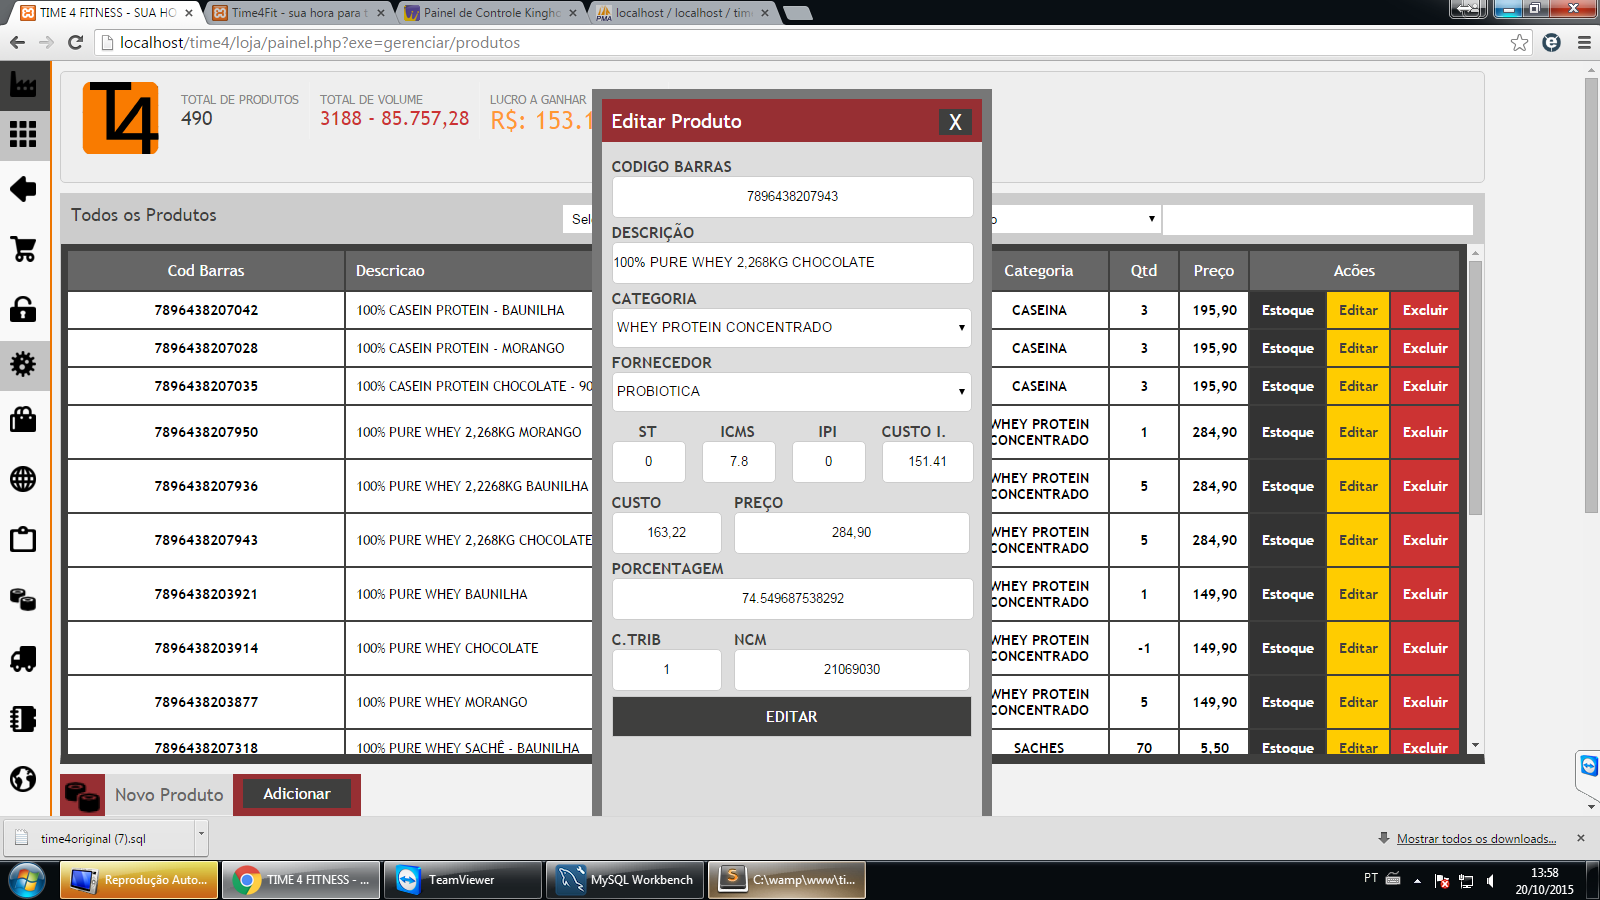 TIME 4 FITNESS - SUA HO
Time4Fit - sua hora para t
Painel de Controle Kingho
localhost / localhost / time
localhost/time4/loja/painel.php?exe=gerenciar/produtos
T4
TOTAL DE PRODUTOS
490
TOTAL DE VOLUME
3188 - 85.757,28
LUCRO A GANHAR
R$: 153.1
Todos os Produtos
Sel
o
Cod Barras Descricao Categoria Qtd Preço Acões
7896438207042 100% CASEIN PROTEIN - BAUNILHA CASEINA 3 195,90 Estoque Editar Excluir
7896438207028 100% CASEIN PROTEIN - MORANGO CASEINA 3 195,90 Estoque Editar Excluir
7896438207035 100% CASEIN PROTEIN CHOCOLATE - 90 CASEINA 3 195,90 Estoque Editar Excluir
7896438207950 100% PURE WHEY 2,268KG MORANGO WHEY PROTEIN CONCENTRADO 1 284,90 Estoque Editar Excluir
7896438207936 100% PURE WHEY 2,2268KG BAUNILHA WHEY PROTEIN CONCENTRADO 5 284,90 Estoque Editar Excluir
7896438207943 100% PURE WHEY 2,268KG CHOCOLATE WHEY PROTEIN CONCENTRADO 5 284,90 Estoque Editar Excluir
7896438203921 100% PURE WHEY BAUNILHA WHEY PROTEIN CONCENTRADO 1 149,90 Estoque Editar Excluir
7896438203914 100% PURE WHEY CHOCOLATE WHEY PROTEIN CONCENTRADO -1 149,90 Estoque Editar Excluir
7896438203877 100% PURE WHEY MORANGO WHEY PROTEIN CONCENTRADO 5 149,90 Estoque Editar Excluir
7896438207318 100% PURE WHEY SACHÊ - BAUNILHA SACHES 70 5,50 Estoque Editar Excluir
Editar Produto X
CODIGO BARRAS
7896438207943
DESCRIÇÃO
100% PURE WHEY 2,268KG CHOCOLATE
CATEGORIA
WHEY PROTEIN CONCENTRADO
FORNECEDOR
PROBIOTICA
ST ICMS IPI CUSTO I.
0 7.8 0 151.41
CUSTO PREÇO
163,22 284,90
PORCENTAGEM
74.549687538292
C.TRIB NCM
1 21069030
EDITAR
Novo Produto Adicionar
time4original (7).sql
Mostrar todos os downloads...
Reprodução Auto...
TIME 4 FITNESS - ...
TeamViewer
MySQL Workbench
C:\wamp\www\ti...
PT
13:58
20/10/2015